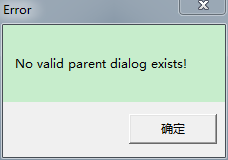 Error
No valid parent dialog exists!
确定